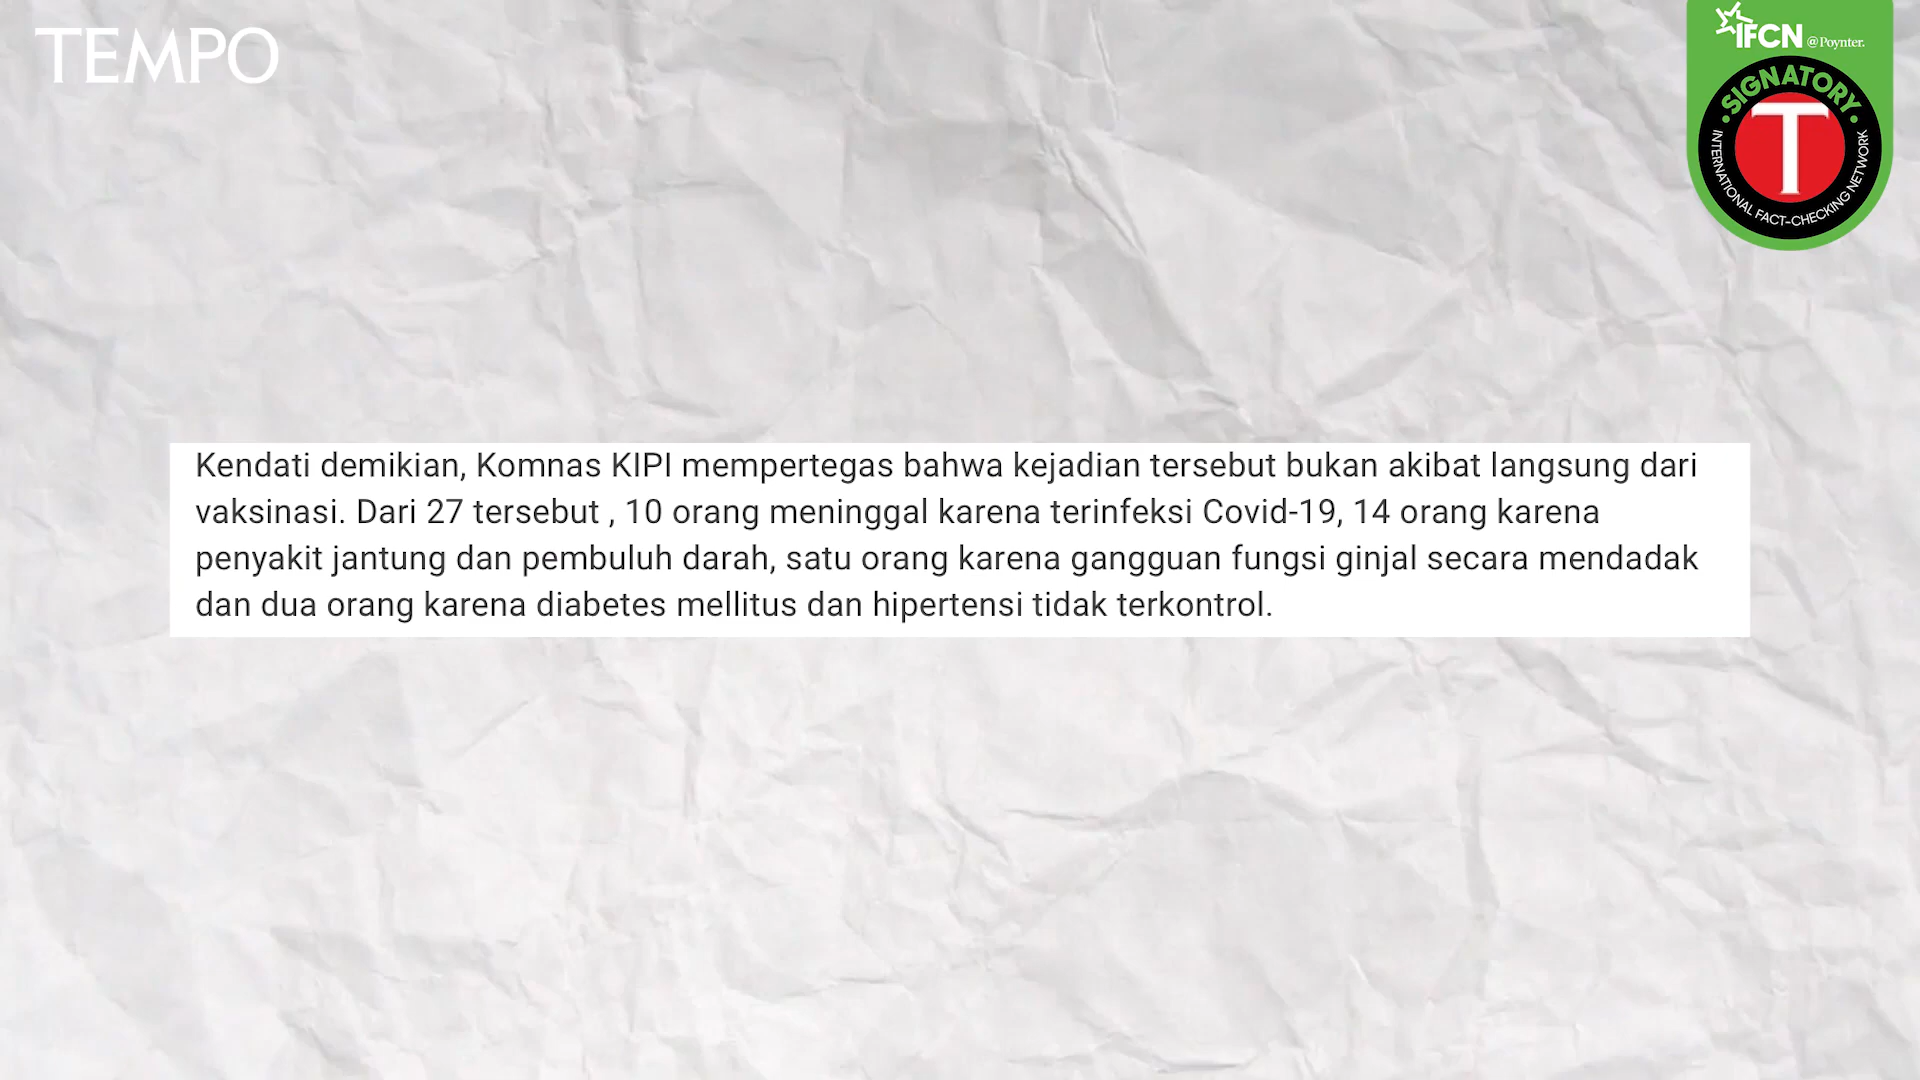 TEMPO
IFCN @Poynter.
SIGNATORY
T
INTERNATIONAL FACT-CHECKING NETWORK
Kendati demikian, Komnas KIPI mempertegas bahwa kejadian tersebut bukan akibat langsung dari
vaksinasi. Dari 27 tersebut , 10 orang meninggal karena terinfeksi Covid-19, 14 orang karena
penyakit jantung dan pembuluh darah, satu orang karena gangguan fungsi ginjal secara mendadak
dan dua orang karena diabetes mellitus dan hipertensi tidak terkontrol.